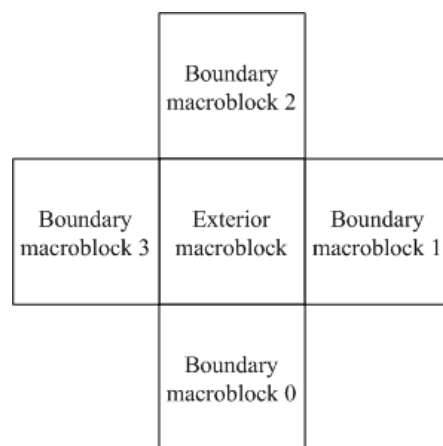 Boundary
macroblock 2
Boundary
macroblock 3
Exterior
macroblock
Boundary
macroblock 1
Boundary
macroblock 0